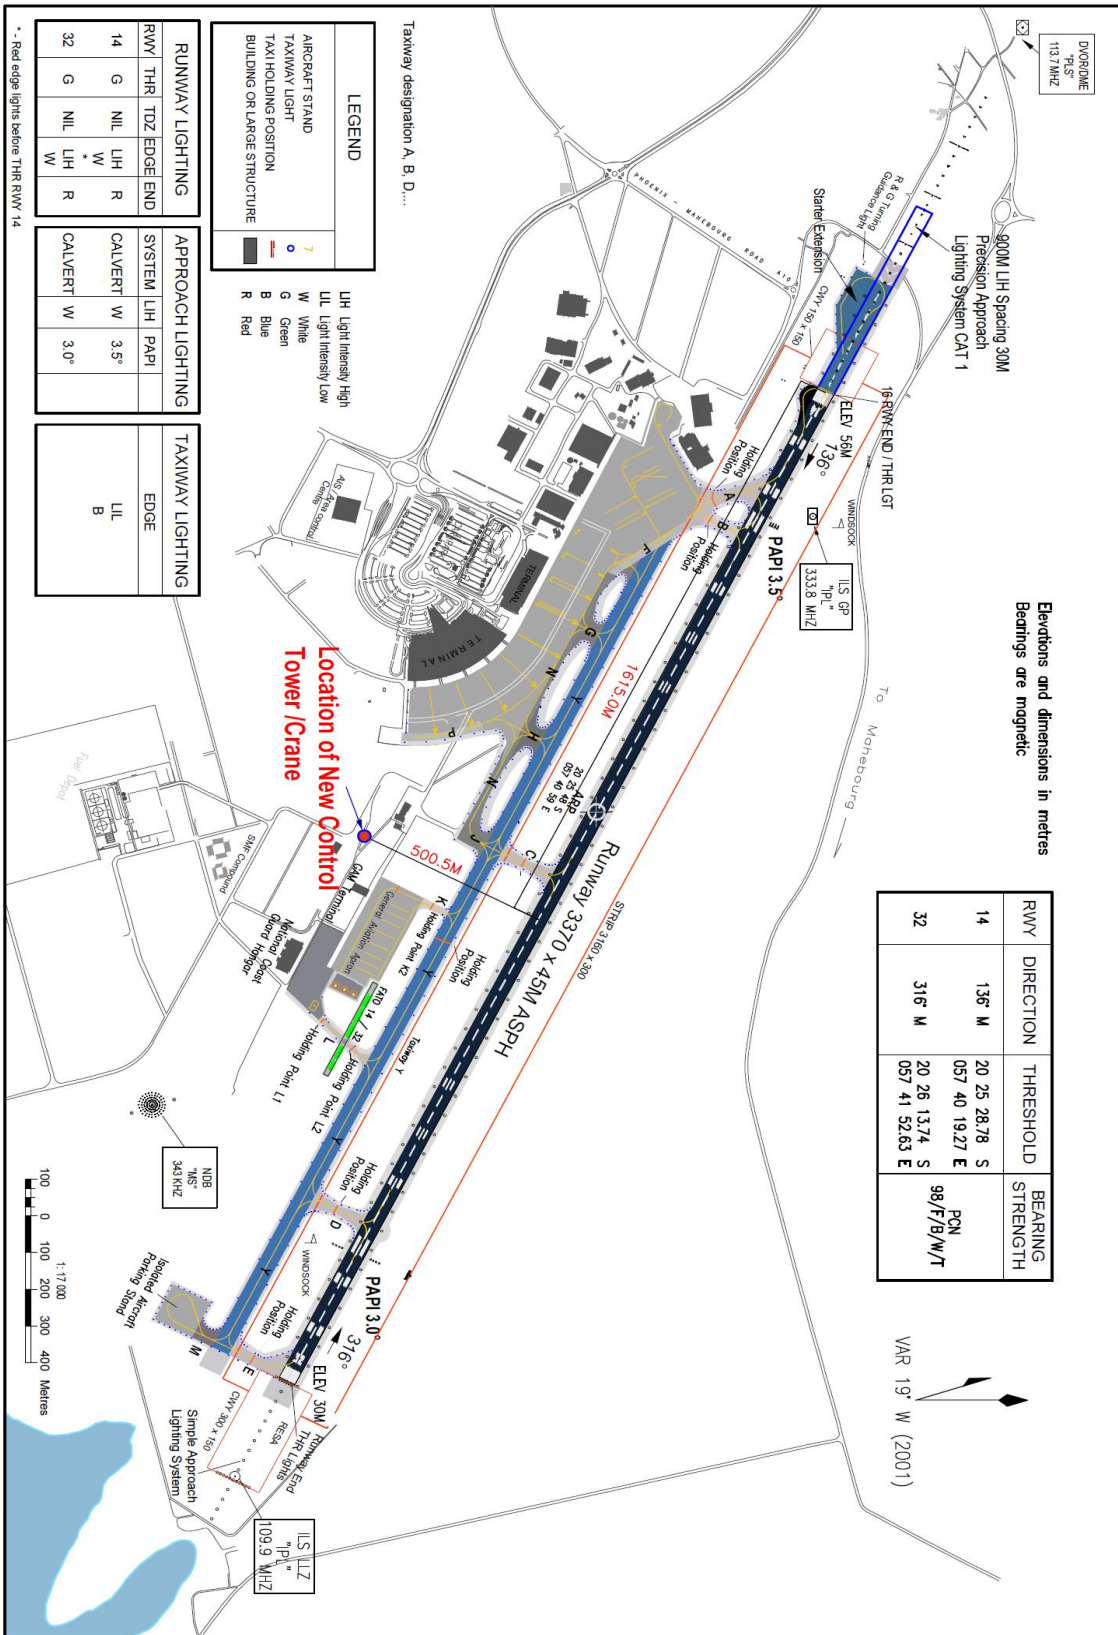 DVOR/DME
"PLS"
113.7 MHZ
900M LIH Spacing 30M
Precision Approach
Lighting System CAT 1
R & G Turning
Guidance Light
Starter Extension
CWY 150 x 150
16 RWY END / THR LGT
ELEV 56M
136°
WINDSOCK
ILS GP
"IPL"
333.8 MHZ
PAPI 3.5°
Elevations and dimensions in metres
Bearings are magnetic
To Mahebourg
PHOENIX - MAHEBOURG ROAD A10
Taxiway designation A, B, D,...
LEGEND
AIRCRAFT STAND 7
TAXIWAY LIGHT
TAXI HOLDING POSITION
BUILDING OR LARGE STRUCTURE
LIH Light Intensity High
LIL Light Intensity Low
W White
G Green
B Blue
R Red
RUNWAY LIGHTING
RWY THR TDZ EDGE END
14 G NIL LIH W * R
32 G NIL LIH W R
* - Red edge lights before THR RWY 14
APPROACH LIGHTING
SYSTEM LIH PAPI
CALVERT W 3.5°
CALVERT W 3.0°
TAXIWAY LIGHTING
EDGE
LIL
B
RWY DIRECTION THRESHOLD BEARING STRENGTH
14 136° M 20 25 28.78 S
057 40 19.27 E
32 316° M 20 26 13.74 S
057 41 52.63 E
PCN
98/F/B/W/T
VAR 19° W (2001)
Holding
Position
A
B
Holding
Position
F
G
Y
N
H
N
P
J
C
K
Y
L
Y
D
Y
M
E
1615.0M
ARP
20 25 48 S
057 40 59 E
Runway 3370 x 45M ASPH
STRIP 3160 x 300
500.5M
AIS/ Area control
Centre
TERMINAL
TERMINAL
Location of New Control
Tower /Crane
Fuel Depot
SMF Compound
GAM Terminal
General Aviation Apron
National Coast
Guard Hangar
Holding Point K2
Holding
Position
FATO 14 / 32
Taxiway Y
Holding Point L1
Holding Point L2
Holding
Position
WINDSOCK
PAPI 3.0°
316°
Holding
Position
ELEV 30M
NDB
"MS"
343 KHZ
Isolated Aircraft
Parking Stand
CWY 300 x 150
RESA
Runway End
THR Lights
Simple Approach
Lighting System
ILS LLZ
"IPL"
109.9 MHZ
1: 17 000
100 0 100 200 300 400 Metres